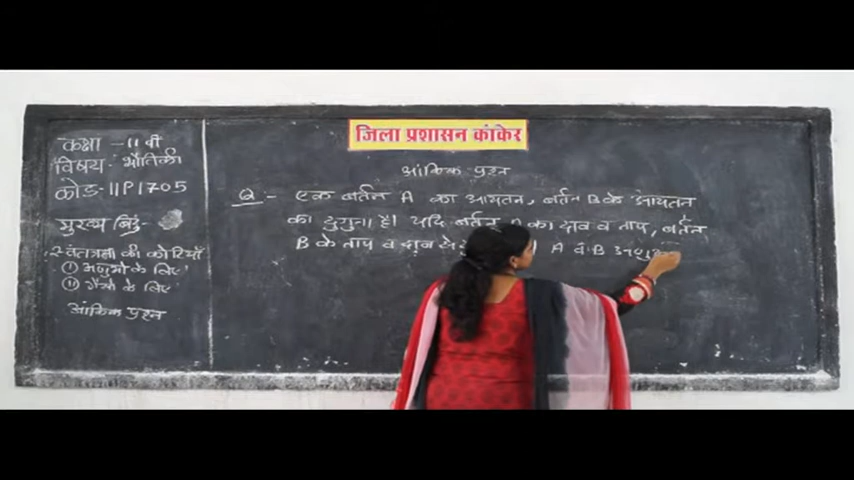 जिला प्रशासन कांकेर
कक्षा - 11 वी
विषय - भौतिकी
कोड - 11P1705
मुख्य बिंदु -
स्वतंत्रता की कोटियाँ
(i) अणुओं के लिए
(ii) गैसों के लिए
आंकिक प्रश्न
आंकिक प्रश्न
Q:- एक बर्तन A का आयतन, बर्तन B के आयतन
का दुगुना है। यदि बर्तन A का दाब व ताप, बर्तन
B के ताप व दाब A व B